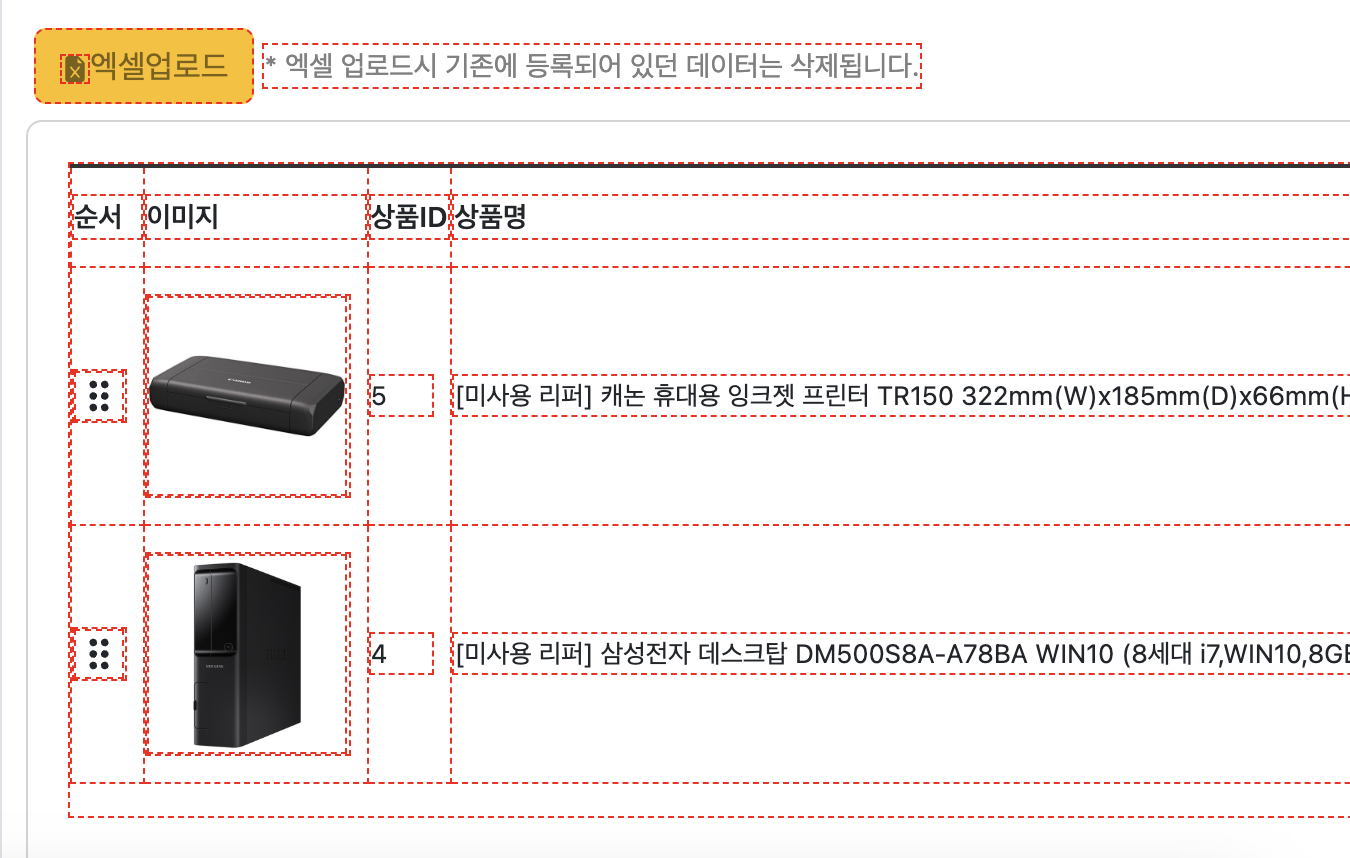 엑셀업로드 * 엑셀 업로드시 기존에 등록되어 있던 데이터는 삭제됩니다.
순서 이미지 상품ID 상품명
Canon
5 [미사용 리퍼] 캐논 휴대용 잉크젯 프린터 TR150 322mm(W)x185mm(D)x66mm(H
4 [미사용 리퍼] 삼성전자 데스크탑 DM500S8A-A78BA WIN10 (8세대 i7,WIN10,8GB